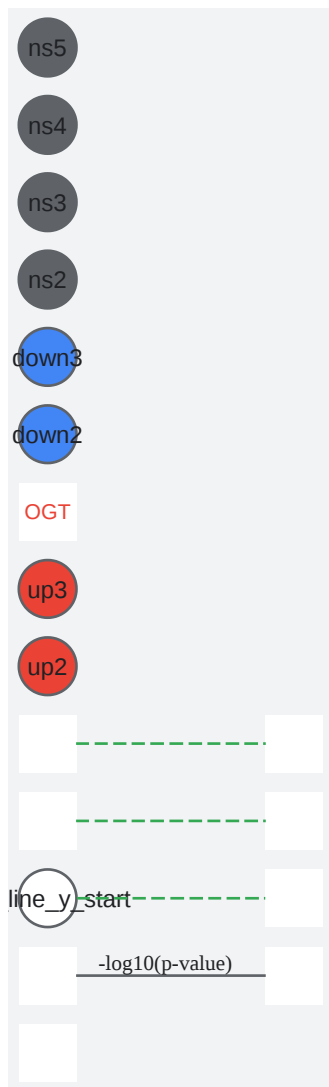 ns5
ns4
ns3
ns2
down3
down2
OGT
up3
up2
line_y_start
-log10(p-value)